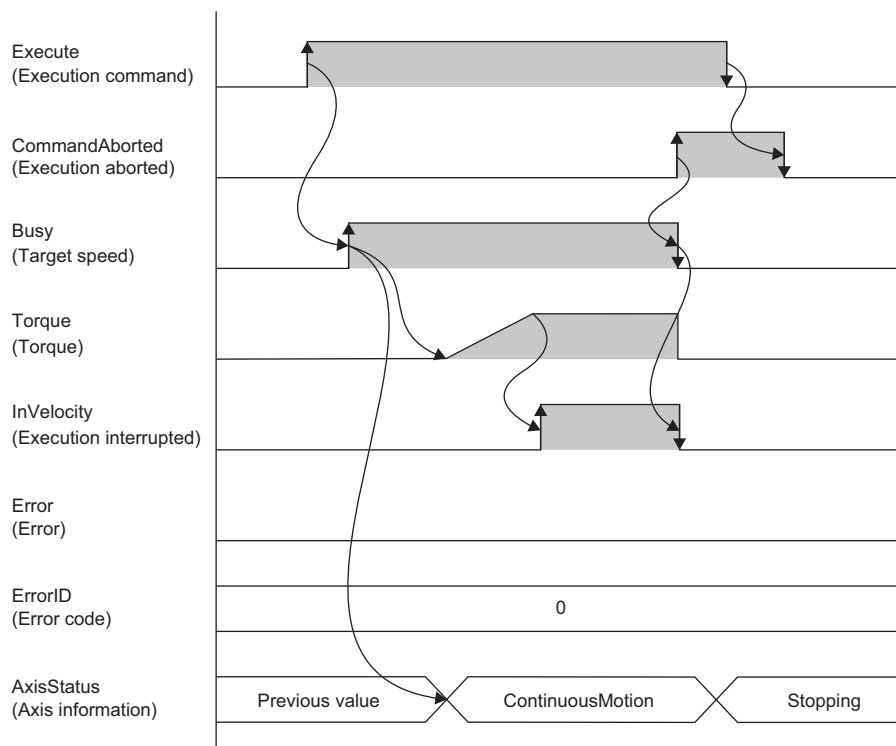 Execute
(Execution command)
CommandAborted
(Execution aborted)
Busy
(Target speed)
Torque
(Torque)
InVelocity
(Execution interrupted)
Error
(Error)
ErrorID
(Error code)
0
AxisStatus
(Axis information)
Previous value
ContinuousMotion
Stopping